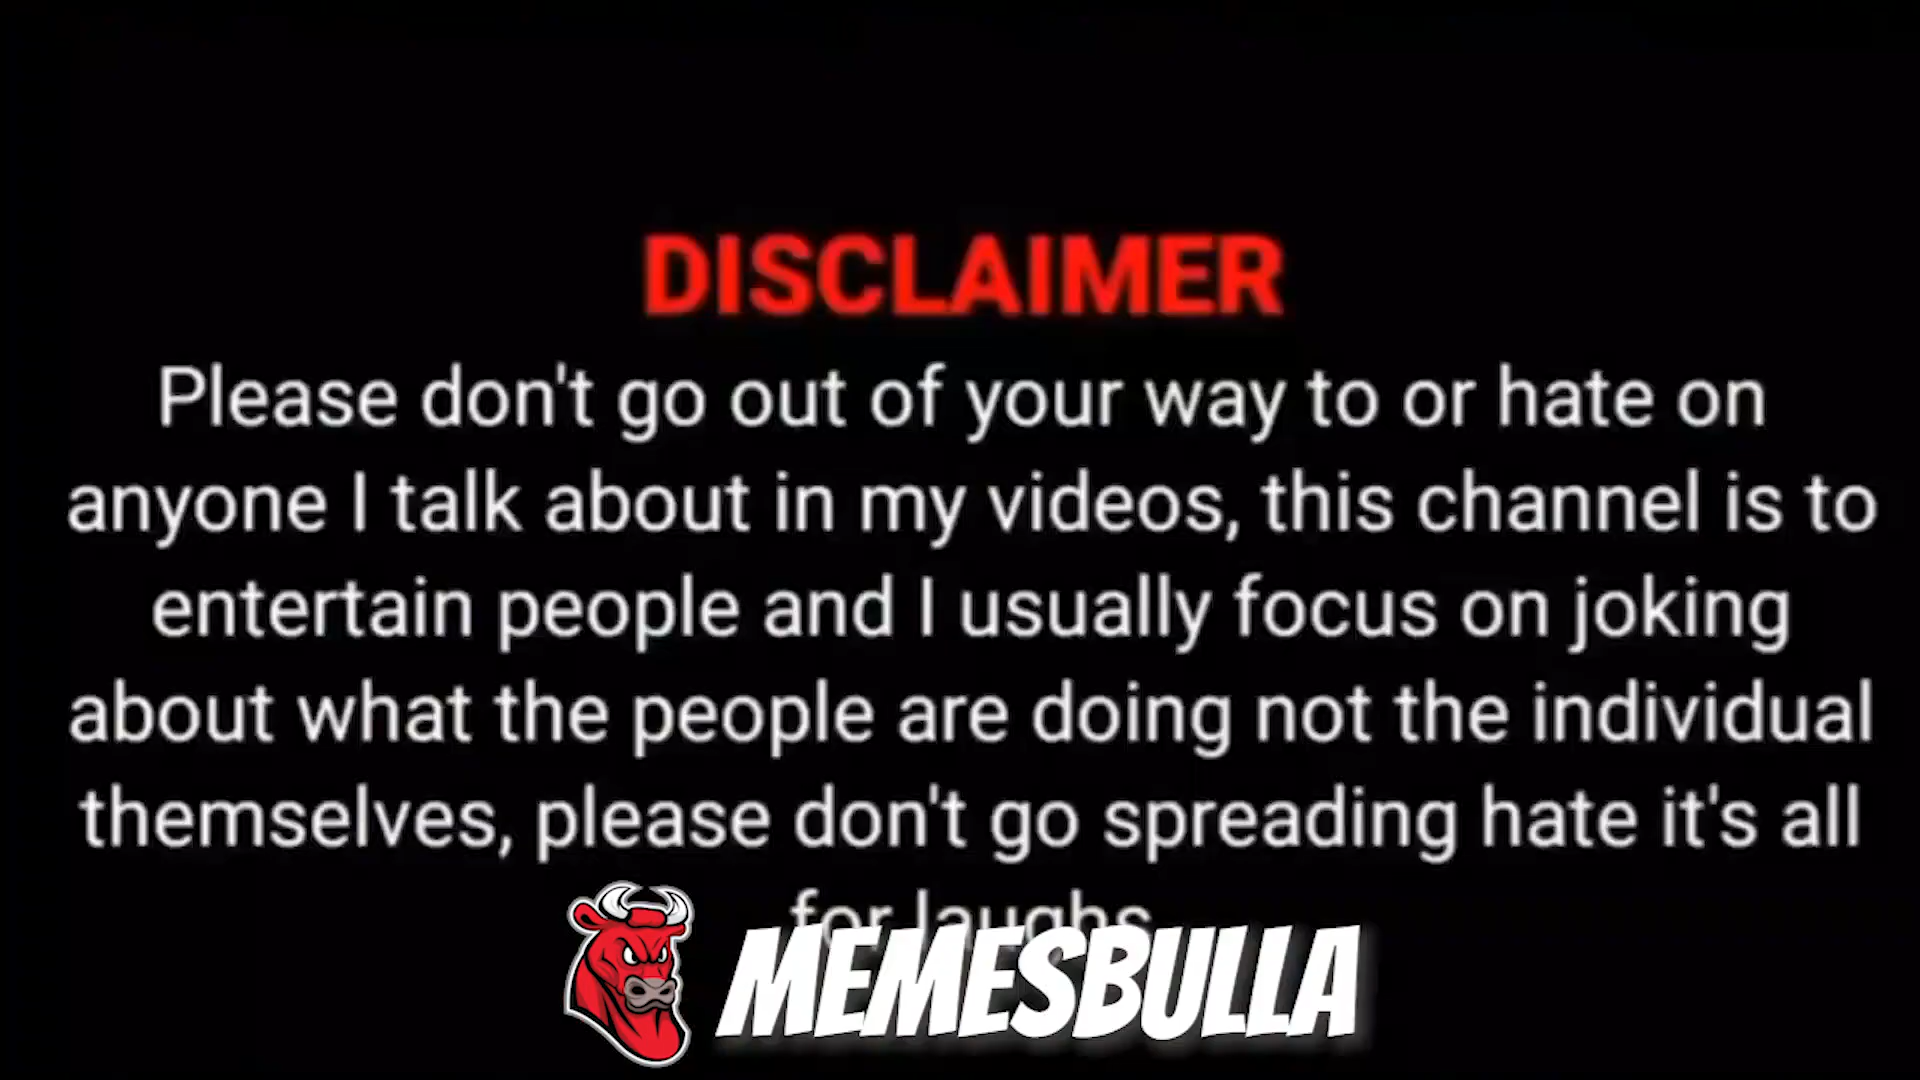 DISCLAIMER
Please don't go out of your way to or hate on
anyone I talk about in my videos, this channel is to
entertain people and I usually focus on joking
about what the people are doing not the individual
themselves, please don't go spreading hate it's all
for laughs
MEMESBULLA